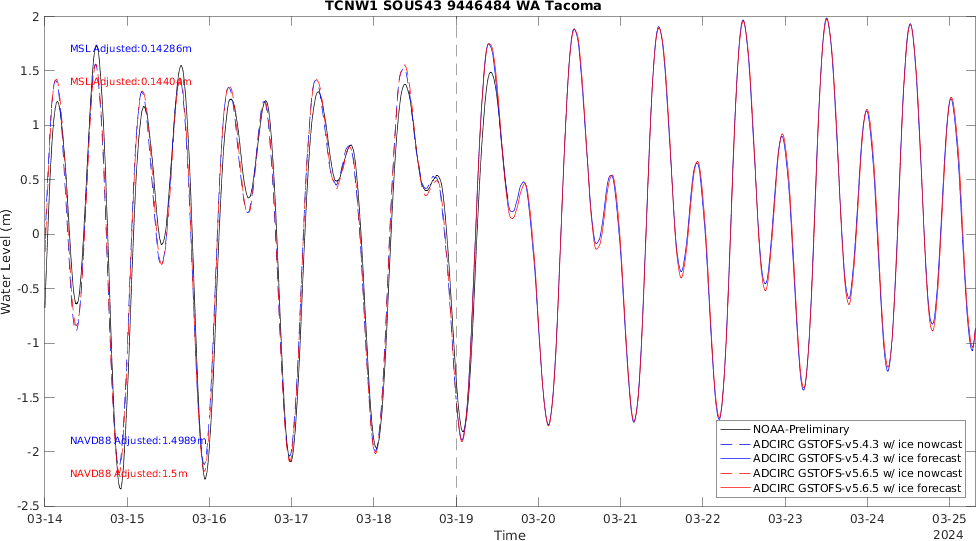 TCNW1 SOUS43 9446484 WA Tacoma
2
1.5
1
0.5
0
-0.5
-1
-1.5
-2
-2.5
Water Level (m)
MSL Adjusted:0.14286m
MSL Adjusted:0.14404m
NAVD88 Adjusted:1.4989m
NAVD88 Adjusted:1.5m
NOAA-Preliminary
ADCIRC GSTOFS-v5.4.3 w/ ice nowcast
ADCIRC GSTOFS-v5.4.3 w/ ice forecast
ADCIRC GSTOFS-v5.6.5 w/ ice nowcast
ADCIRC GSTOFS-v5.6.5 w/ ice forecast
03-14 03-15 03-16 03-17 03-18 03-19 03-20 03-21 03-22 03-23 03-24 03-25
Time
2024